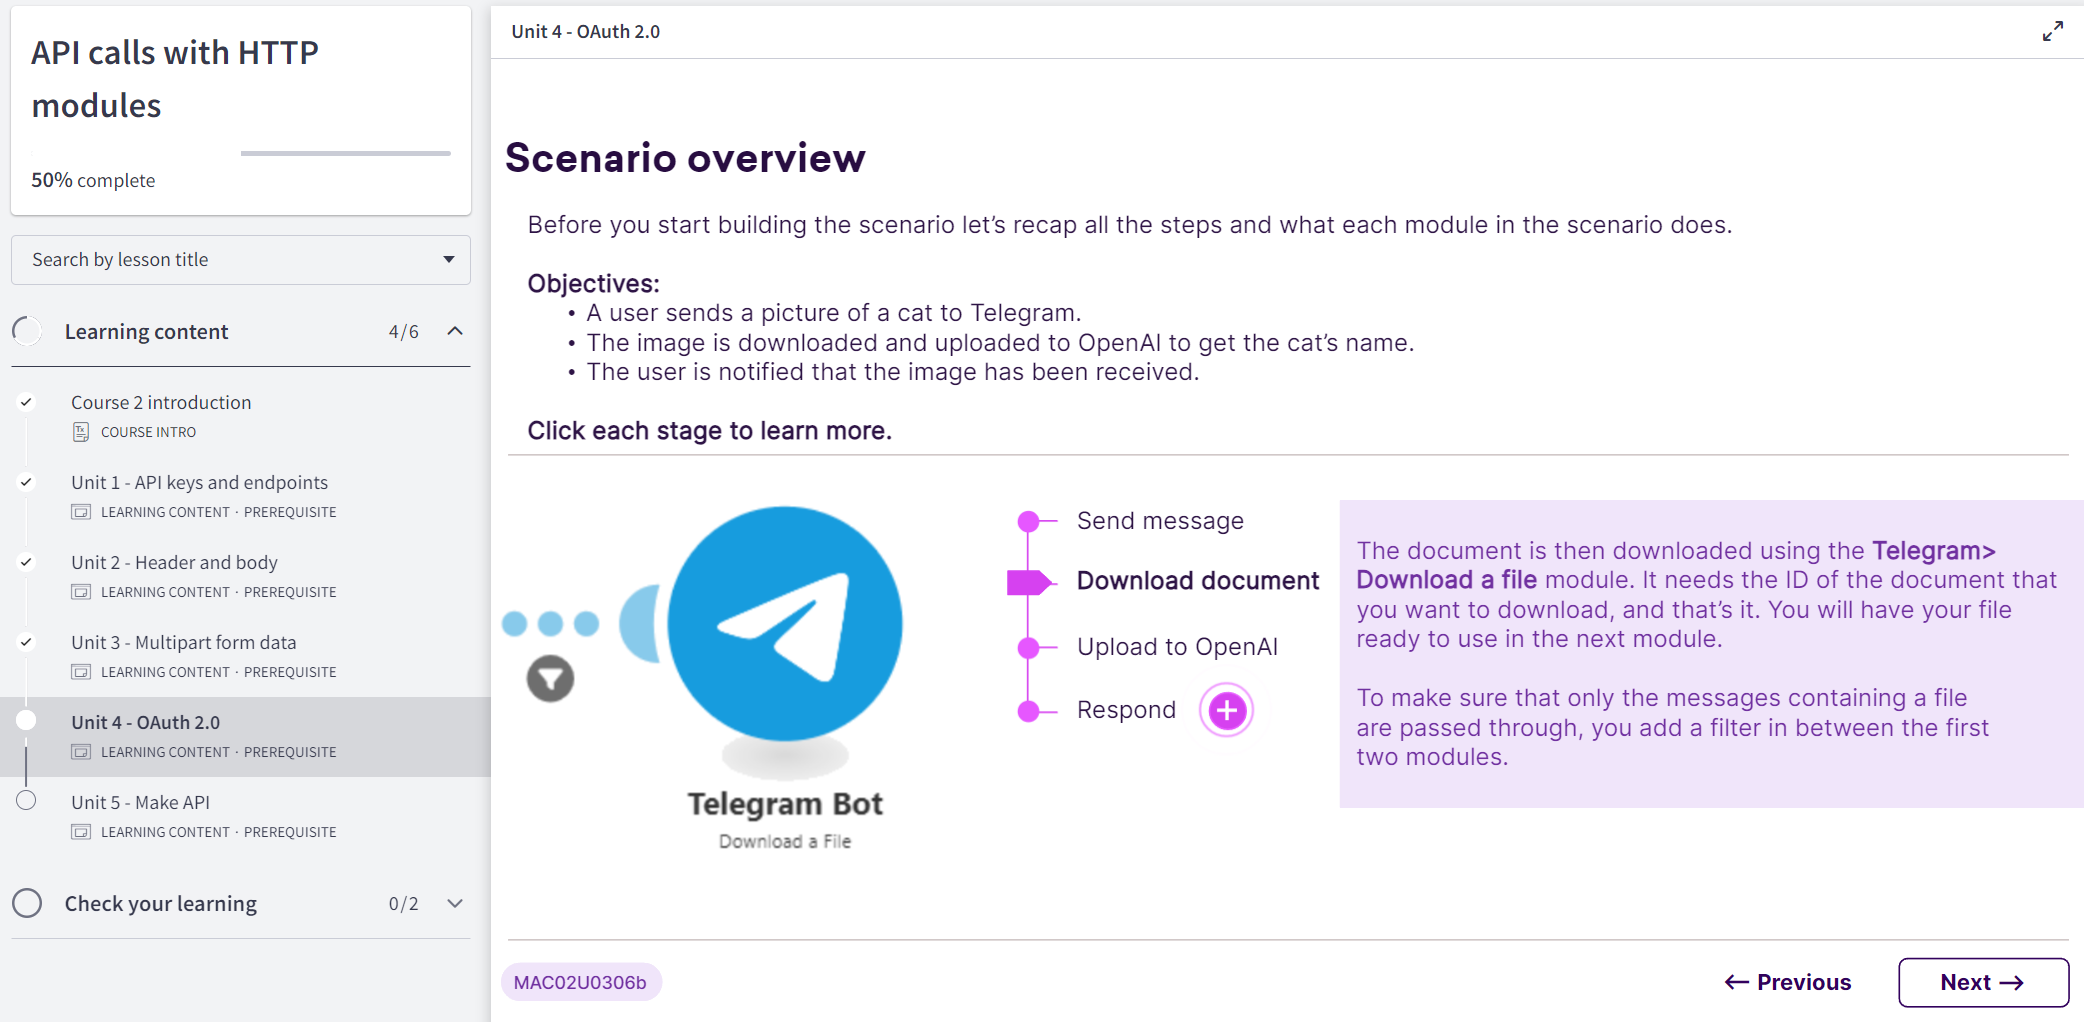 API calls with HTTP
modules
50% complete
Search by lesson title
Learning content 4/6
Course 2 introduction
COURSE INTRO
Unit 1 - API keys and endpoints
LEARNING CONTENT · PREREQUISITE
Unit 2 - Header and body
LEARNING CONTENT · PREREQUISITE
Unit 3 - Multipart form data
LEARNING CONTENT · PREREQUISITE
Unit 4 - OAuth 2.0
LEARNING CONTENT · PREREQUISITE
Unit 5 - Make API
LEARNING CONTENT · PREREQUISITE
Check your learning 0/2
Unit 4 - OAuth 2.0
Scenario overview
Before you start building the scenario let’s recap all the steps and what each module in the scenario does.
Objectives:
• A user sends a picture of a cat to Telegram.
• The image is downloaded and uploaded to OpenAI to get the cat’s name.
• The user is notified that the image has been received.
Click each stage to learn more.
Telegram Bot
Download a File
Send message
Download document
Upload to OpenAI
Respond
The document is then downloaded using the Telegram>
Download a file module. It needs the ID of the document that
you want to download, and that’s it. You will have your file
ready to use in the next module.
To make sure that only the messages containing a file
are passed through, you add a filter in between the first
two modules.
MAC02U0306b
← Previous
Next →